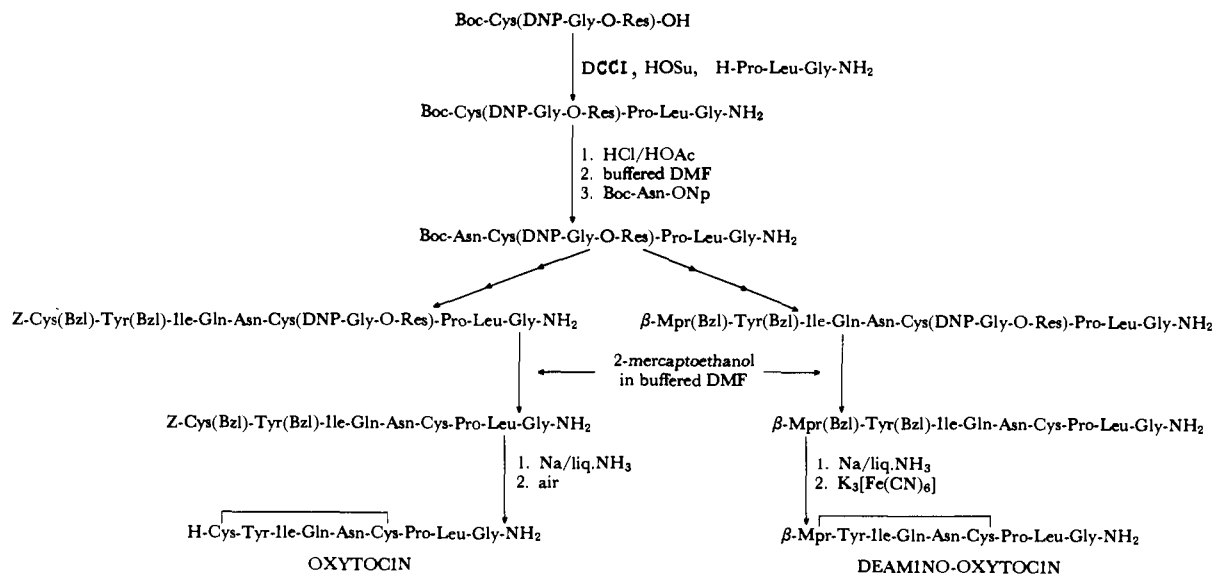 Boc-Cys(DNP-Gly-O-Res)-OH
DCCI, HOSu, H-Pro-Leu-Gly-NH₂
Boc-Cys(DNP-Gly-O-Res)-Pro-Leu-Gly-NH₂
1. HCl/HOAc
2. buffered DMF
3. Boc-Asn-ONp
Boc-Asn-Cys(DNP-Gly-O-Res)-Pro-Leu-Gly-NH₂
Z-Cys(Bzl)-Tyr(Bzl)-Ile-Gln-Asn-Cys(DNP-Gly-O-Res)-Pro-Leu-Gly-NH₂
β-Mpr(Bzl)-Tyr(Bzl)-Ile-Gln-Asn-Cys(DNP-Gly-O-Res)-Pro-Leu-Gly-NH₂
2-mercaptoethanol
in buffered DMF
Z-Cys(Bzl)-Tyr(Bzl)-Ile-Gln-Asn-Cys-Pro-Leu-Gly-NH₂
β-Mpr(Bzl)-Tyr(Bzl)-Ile-Gln-Asn-Cys-Pro-Leu-Gly-NH₂
1. Na/liq.NH₃
2. air
1. Na/liq.NH₃
2. K₃[Fe(CN)₆]
H-Cys-Tyr-Ile-Gln-Asn-Cys-Pro-Leu-Gly-NH₂
OXYTOCIN
β-Mpr-Tyr-Ile-Gln-Asn-Cys-Pro-Leu-Gly-NH₂
DEAMINO-OXYTOCIN